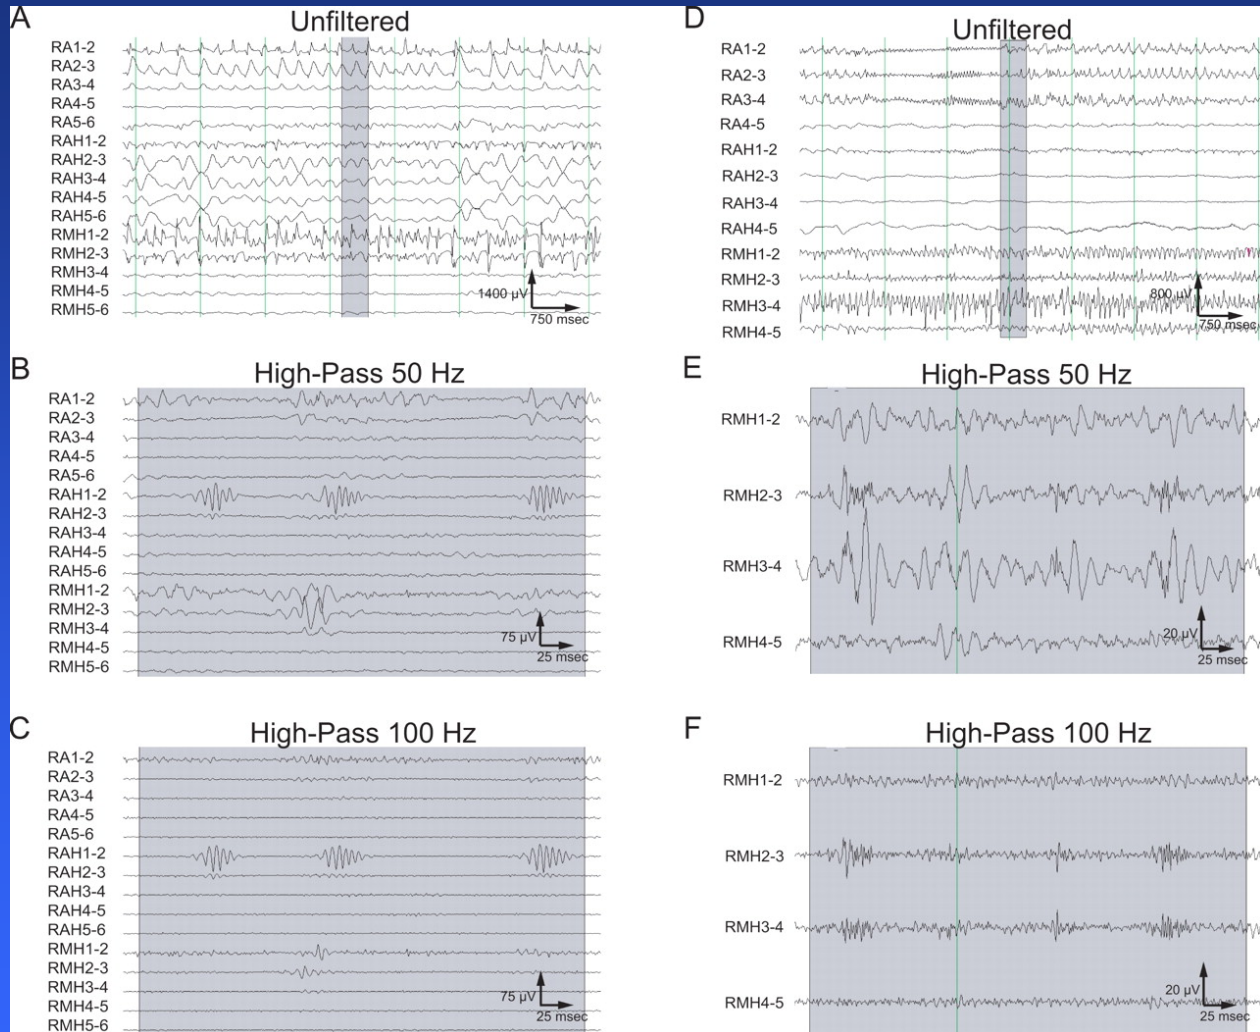 A
Unfiltered
RA1-2
RA2-3
RA3-4
RA4-5
RA5-6
RAH1-2
RAH2-3
RAH3-4
RAH4-5
RAH5-6
RMH1-2
RMH2-3
RMH3-4
RMH4-5
RMH5-6
1400 µV
750 msec
B
High-Pass 50 Hz
RA1-2
RA2-3
RA3-4
RA4-5
RA5-6
RAH1-2
RAH2-3
RAH3-4
RAH4-5
RAH5-6
RMH1-2
RMH2-3
RMH3-4
RMH4-5
RMH5-6
75 µV
25 msec
C
High-Pass 100 Hz
RA1-2
RA2-3
RA3-4
RA4-5
RA5-6
RAH1-2
RAH2-3
RAH3-4
RAH4-5
RAH5-6
RMH1-2
RMH2-3
RMH3-4
RMH4-5
RMH5-6
75 µV
25 msec
D
Unfiltered
RA1-2
RA2-3
RA3-4
RA4-5
RAH1-2
RAH2-3
RAH3-4
RAH4-5
RMH1-2
RMH2-3
RMH3-4
RMH4-5
800 µV
750 msec
E
High-Pass 50 Hz
RMH1-2
RMH2-3
RMH3-4
RMH4-5
20 µV
25 msec
F
High-Pass 100 Hz
RMH1-2
RMH2-3
RMH3-4
RMH4-5
20 µV
25 msec